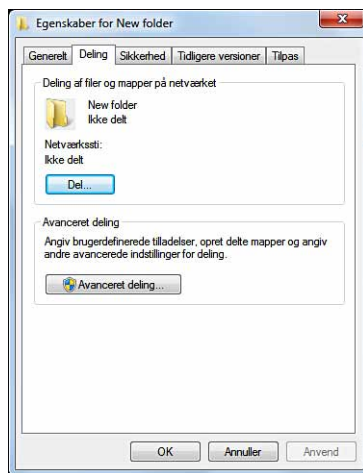 Egenskaber for New folder
Generelt Deling Sikkerhed Tidligere versioner Tilpas
Deling af filer og mapper på netværket
New folder
Ikke delt
Netværkssti:
Ikke delt
Del...
Avanceret deling
Angiv brugerdefinerede tilladelser, opret delte mapper og angiv
andre avancerede indstillinger for deling.
Avanceret deling...
OK Annuller Anvend